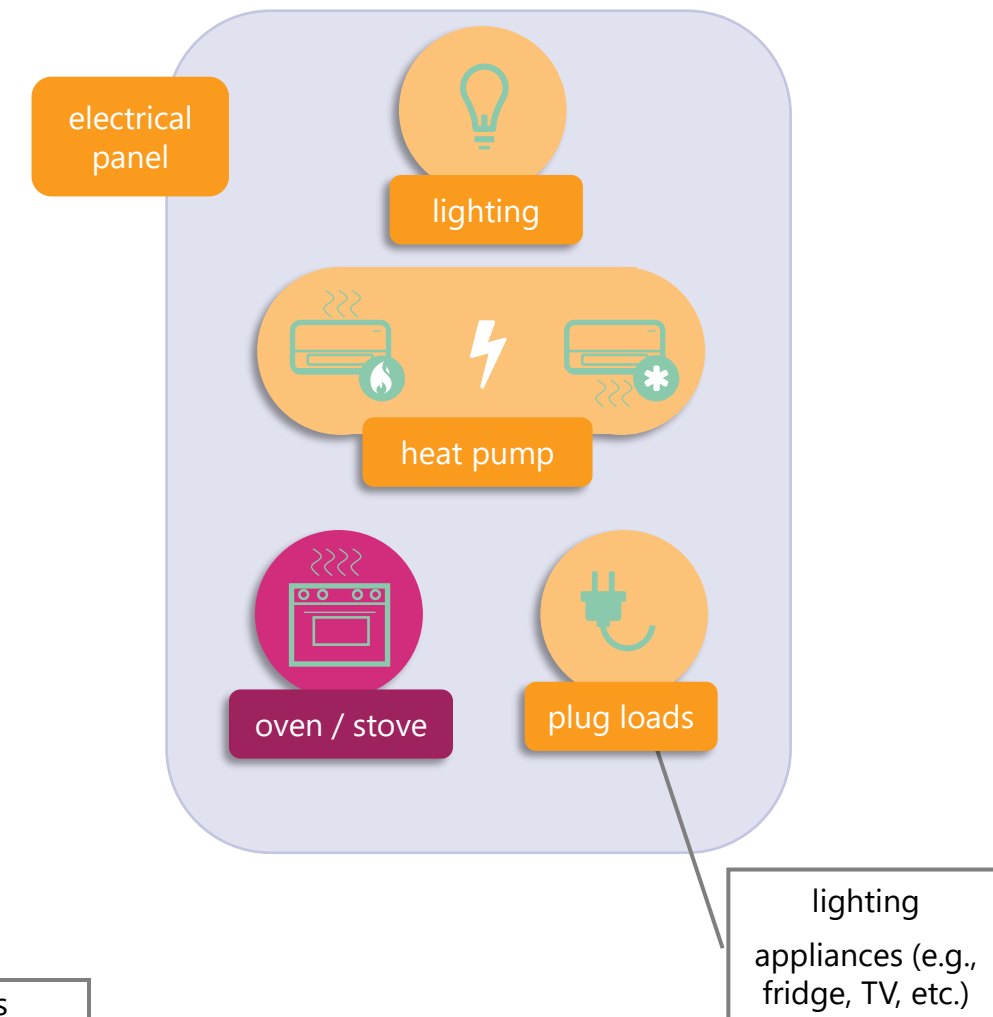 electrical
panel
lighting
heat pump
oven / stove
plug loads
lighting
appliances (e.g.,
fridge, TV, etc.)